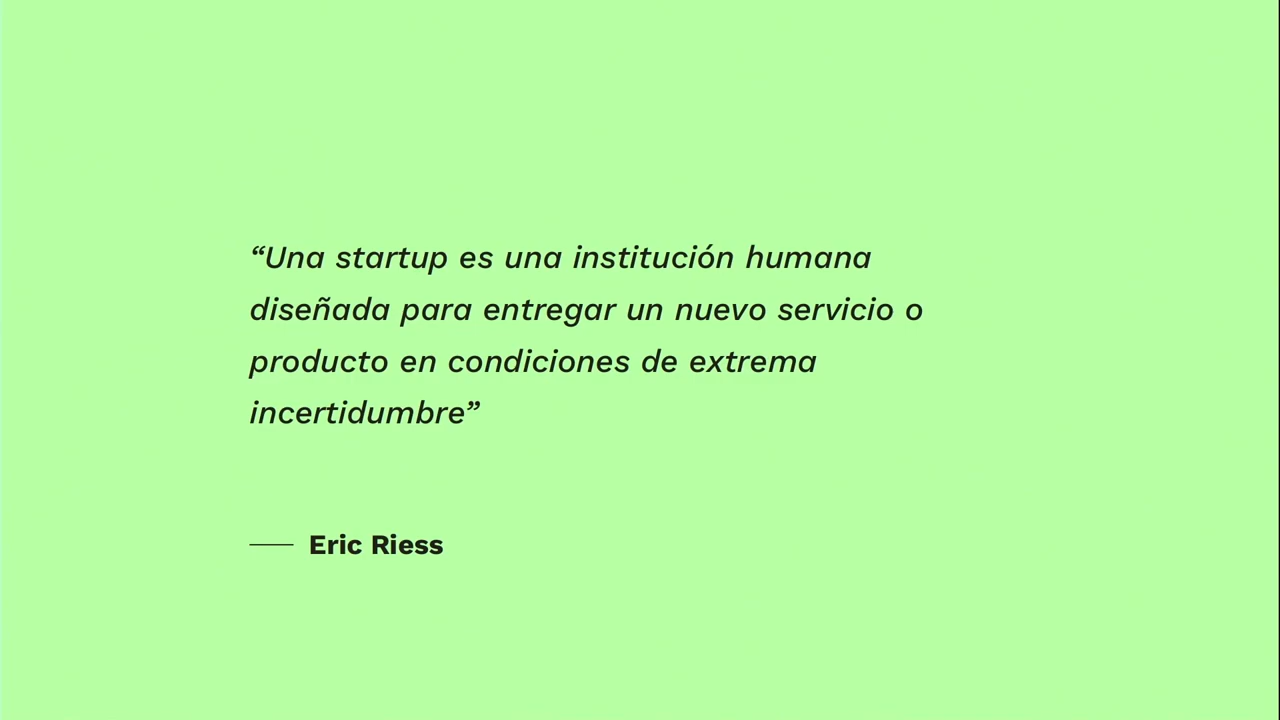 “Una startup es una institución humana
diseñada para entregar un nuevo servicio o
producto en condiciones de extrema
incertidumbre”
Eric Riess